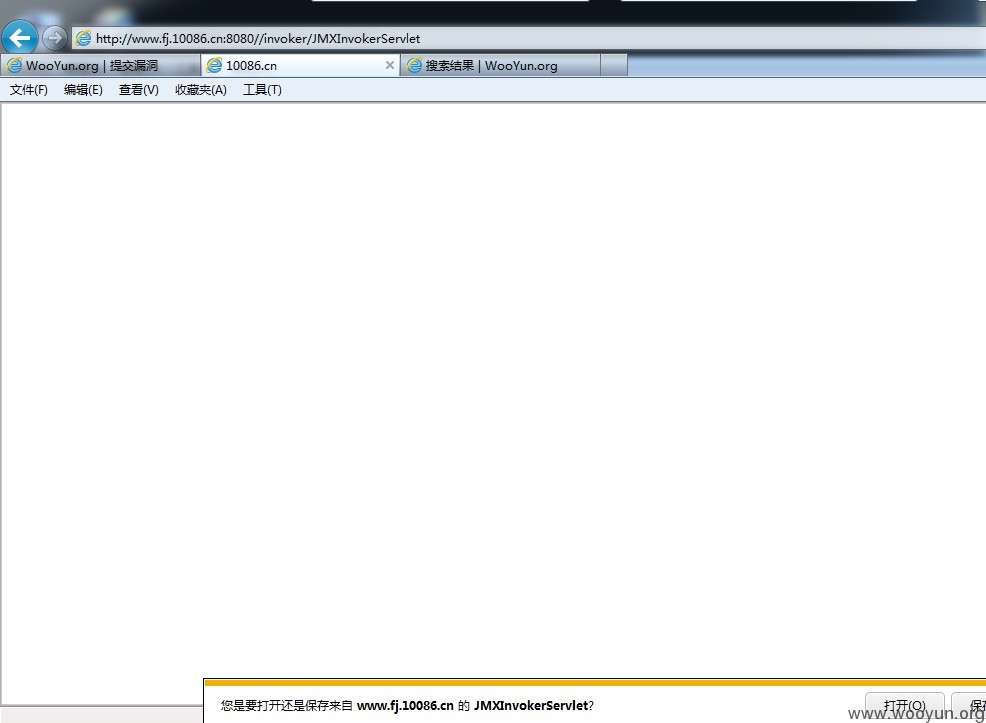 http://www.fj.10086.cn:8080//invoker/JMXInvokerServlet
WooYun.org | 提交漏洞
10086.cn
搜索结果 | WooYun.org
文件(F) 编辑(E) 查看(V) 收藏夹(A) 工具(T)
您是要打开还是保存来自 www.fj.10086.cn 的 JMXInvokerServlet?
打开(O)
www.wooyun.org